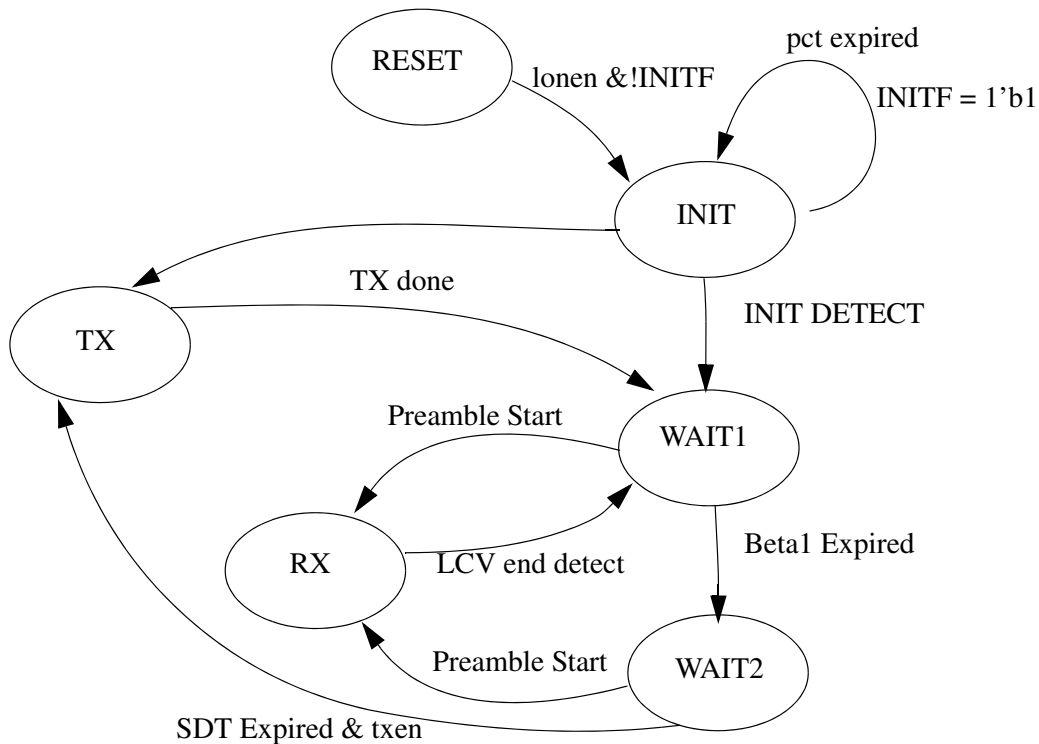 pct expired
RESET
lonen &!INITF
INITF = 1’b1
INIT
TX done
INIT DETECT
TX
Preamble Start
WAIT1
Beta1 Expired
RX
LCV end detect
Preamble Start
WAIT2
SDT Expired & txen